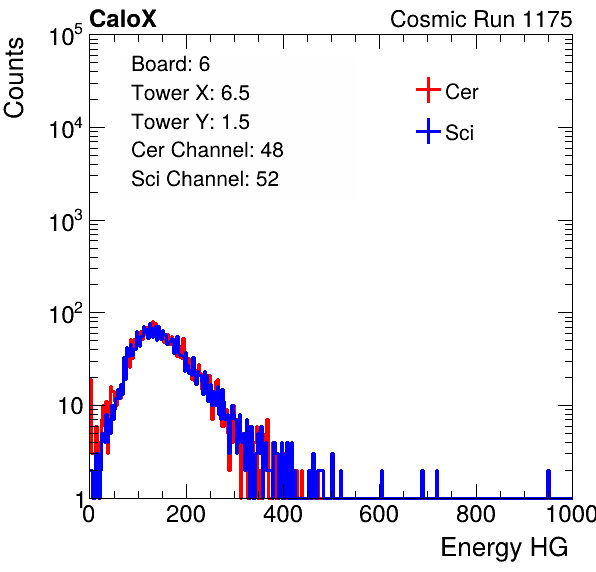 CaloX
Cosmic Run 1175
Counts
Board: 6
Tower X: 6.5
Tower Y: 1.5
Cer Channel: 48
Sci Channel: 52
Cer
Sci
10^5
10^4
10^3
10^2
10
1
0 200 400 600 800 1000
Energy HG